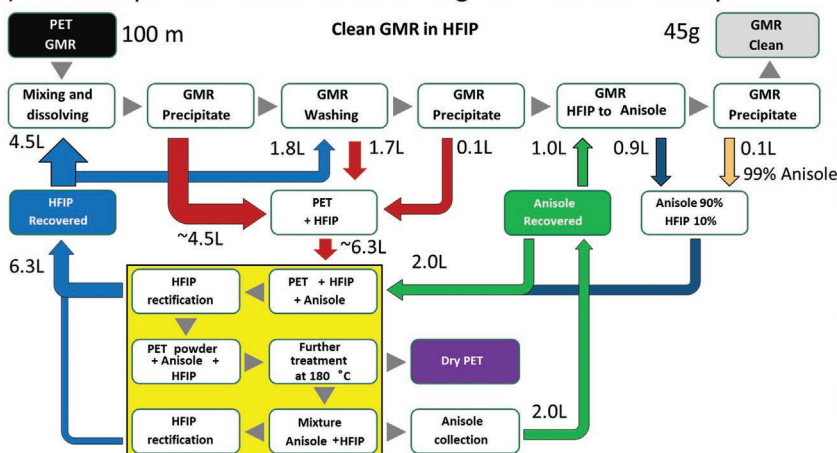 PET
GMR
100 m
Clean GMR in HFIP
45g
GMR
Clean
Mixing and
dissolving
GMR
Precipitate
GMR
Washing
GMR
Precipitate
GMR
HFIP to Anisole
GMR
Precipitate
4.5L
1.8L
1.7L
0.1L
1.0L
0.9L
0.1L
99% Anisole
HFIP
Recovered
PET
+ HFIP
Anisole
Recovered
Anisole 90%
HFIP 10%
~4.5L
~6.3L
6.3L
2.0L
HFIP
rectification
PET + HFIP
+ Anisole
PET powder
+ Anisole +
HFIP
Further
treatment
at 180 °C
Dry PET
HFIP
rectification
Mixture
Anisole +HFIP
Anisole
collection
2.0L